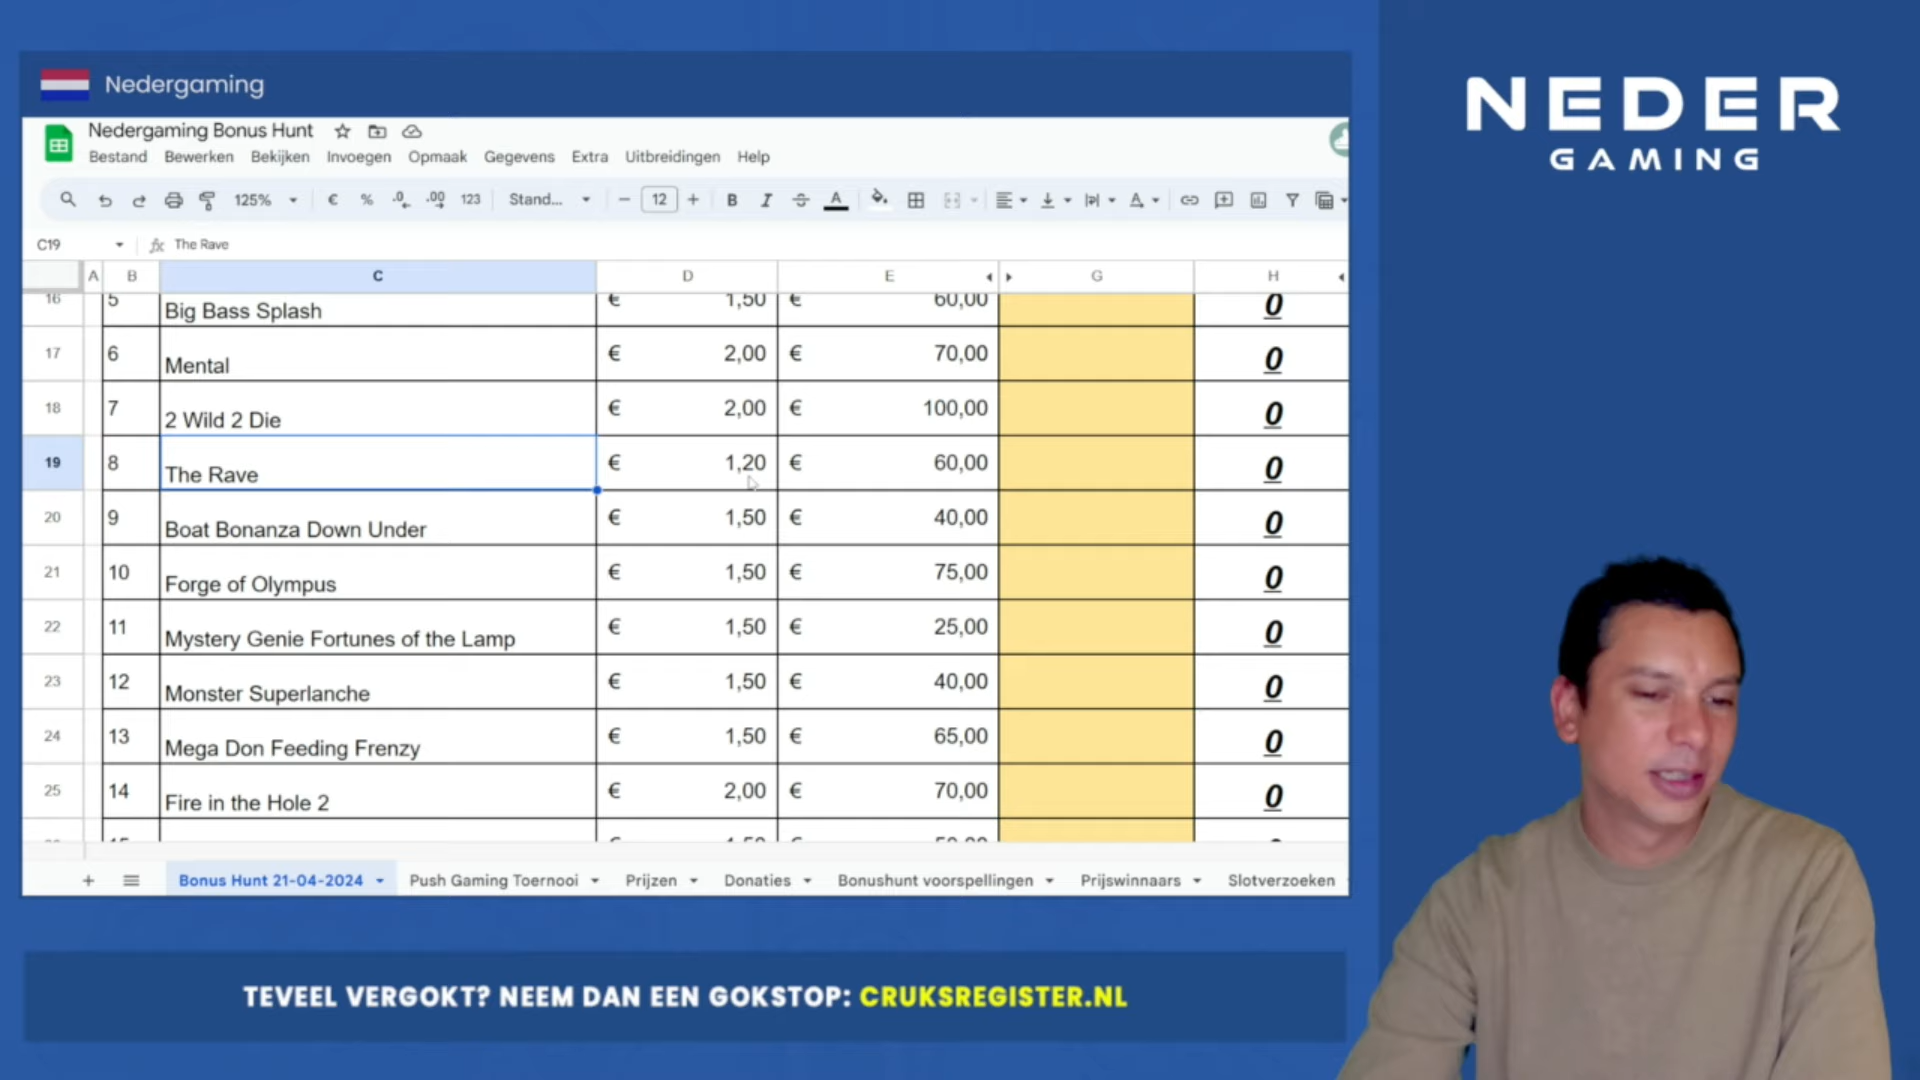 Nedergaming
NEDER
GAMING
Nedergaming Bonus Hunt
Bestand Bewerken Bekijken Invoegen Opmaak Gegevens Extra Uitbreidingen Help
125% € % .0 .00 123 Stand... − 12 + B I S A
C19 fx The Rave
A B C D E G H
16 5 Big Bass Splash € 1,50 € 60,00 0
17 6 Mental € 2,00 € 70,00 0
18 7 2 Wild 2 Die € 2,00 € 100,00 0
19 8 The Rave € 1,20 € 60,00 0
20 9 Boat Bonanza Down Under € 1,50 € 40,00 0
21 10 Forge of Olympus € 1,50 € 75,00 0
22 11 Mystery Genie Fortunes of the Lamp € 1,50 € 25,00 0
23 12 Monster Superlanche € 1,50 € 40,00 0
24 13 Mega Don Feeding Frenzy € 1,50 € 65,00 0
25 14 Fire in the Hole 2 € 2,00 € 70,00 0
+ Bonus Hunt 21-04-2024 Push Gaming Toernooi Prijzen Donaties Bonushunt voorspellingen Prijswinnaars Slotverzoeken
TEVEEL VERGOKT? NEEM DAN EEN GOKSTOP: CRUKSREGISTER.NL